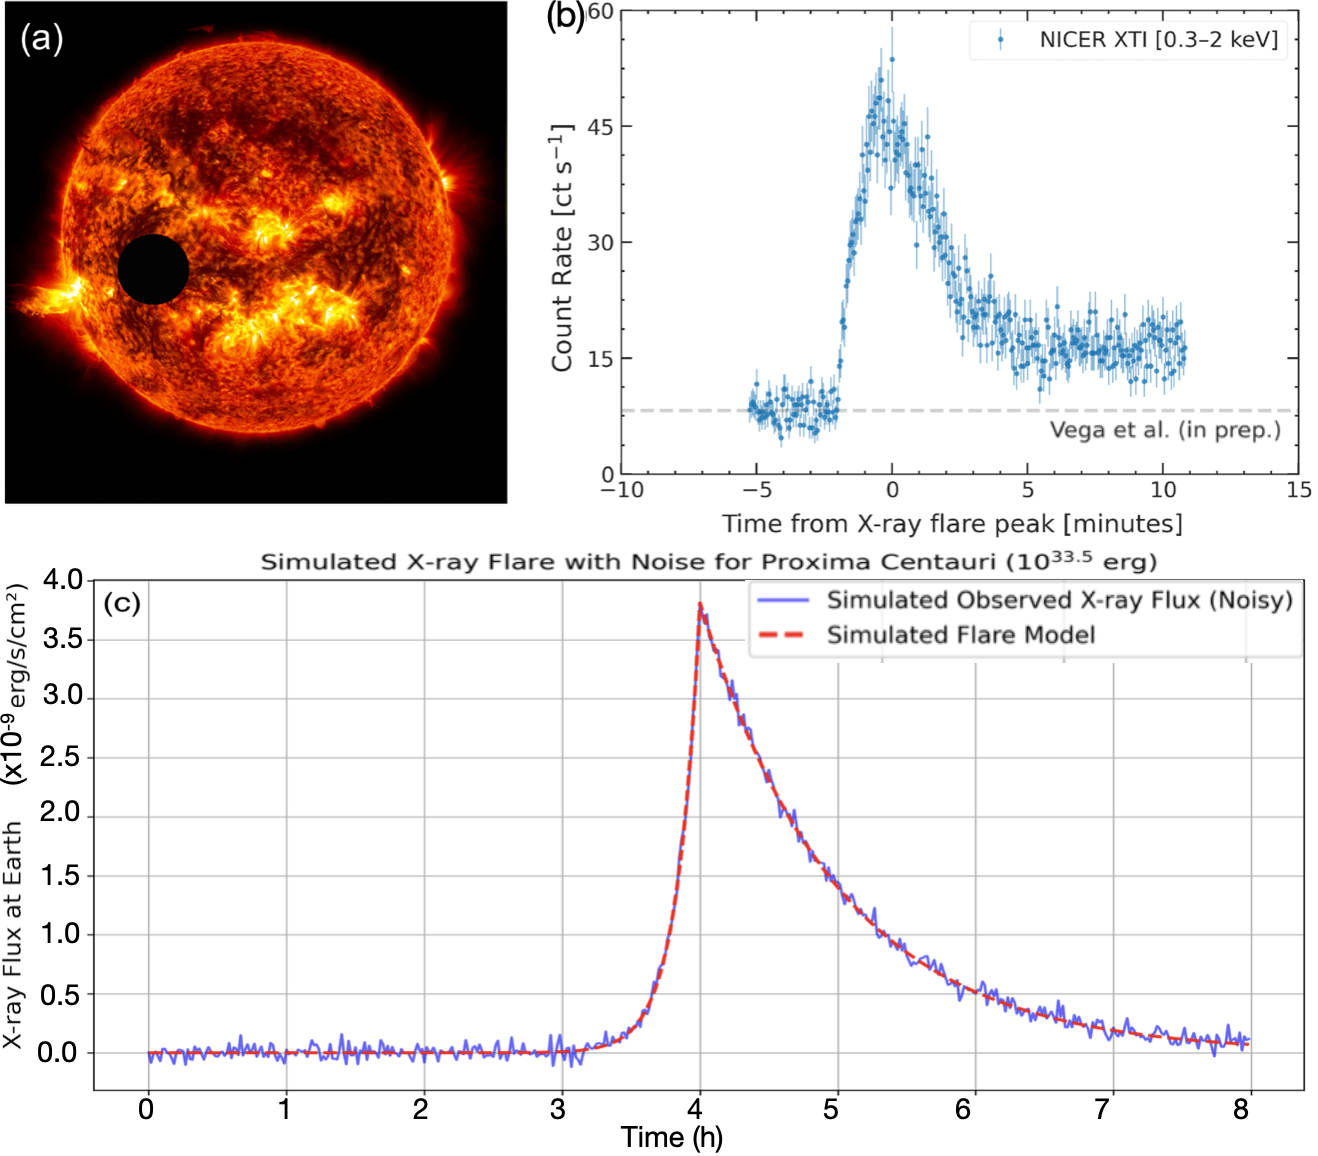 (a)
(b)
60
45
30
15
0
Count Rate [ct s⁻¹]
NICER XTI [0.3–2 keV]
Vega et al. (in prep.)
−10 −5 0 5 10 15
Time from X-ray flare peak [minutes]
Simulated X-ray Flare with Noise for Proxima Centauri (10³³·⁵ erg)
(c)
Simulated Observed X-ray Flux (Noisy)
Simulated Flare Model
4.0
3.5
3.0
2.5
2.0
1.5
1.0
0.5
0.0
X-ray Flux at Earth (x10⁻⁹ erg/s/cm²)
0 1 2 3 4 5 6 7 8
Time (h)